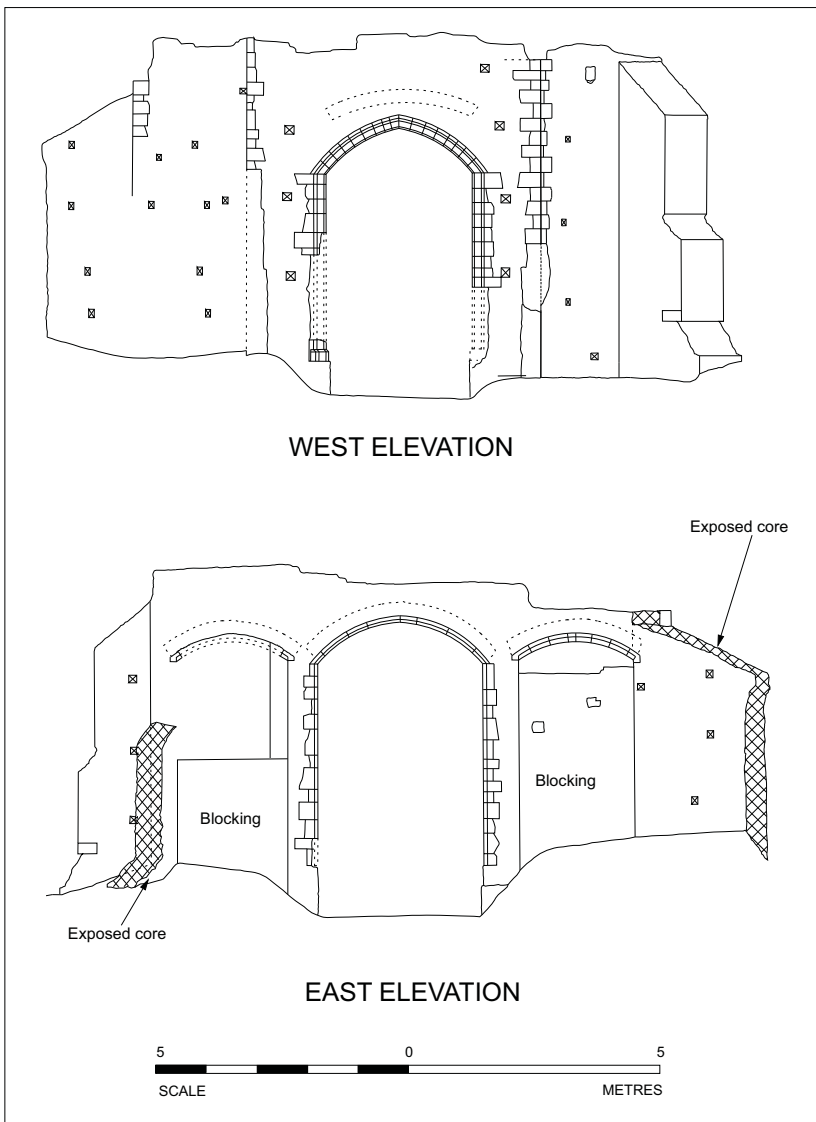 WEST ELEVATION
Exposed core
Blocking
Blocking
Exposed core
EAST ELEVATION
5 0 5
SCALE METRES